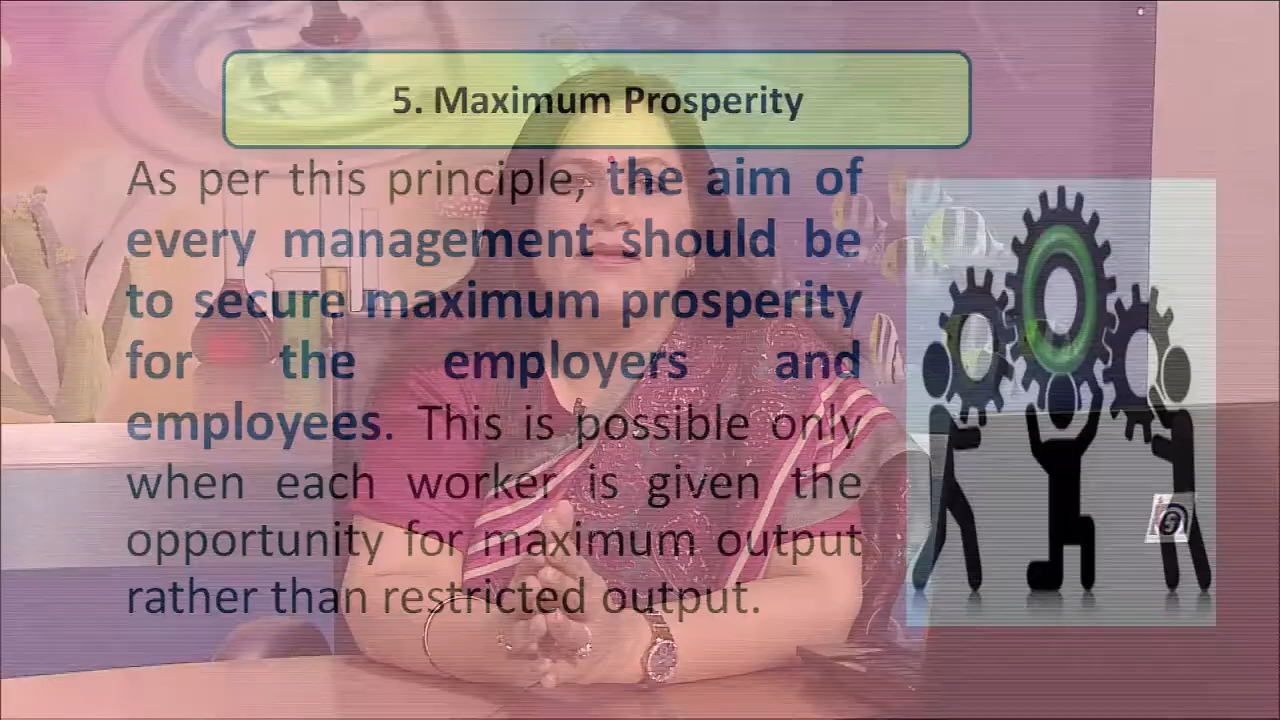 5. Maximum Prosperity
As per this principle, the aim of
every management should be
to secure maximum prosperity
for the employers and
employees. This is possible only
when each worker is given the
opportunity for maximum output
rather than restricted output.